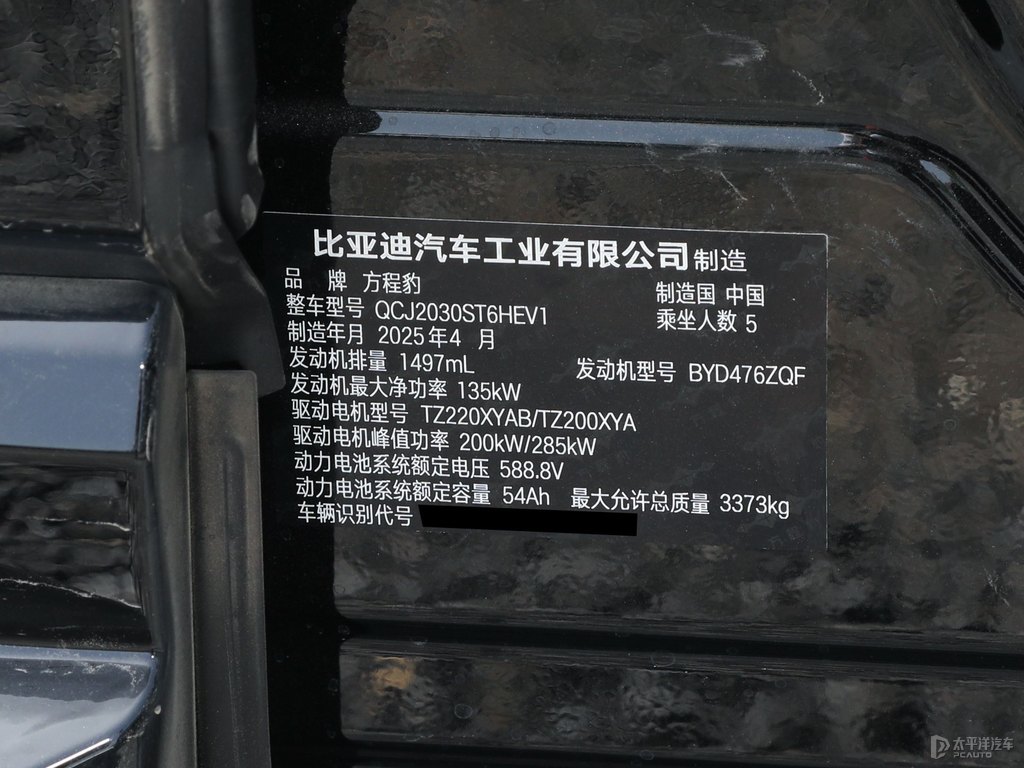 比亚迪汽车工业有限公司 制造
品 牌 方程豹 制造国 中国
整车型号 QCJ2030ST6HEV1 乘坐人数 5
制造年月 2025年4 月
发动机排量 1497mL 发动机型号 BYD476ZQF
发动机最大净功率 135kW
驱动电机型号 TZ220XYAB/TZ200XYA
驱动电机峰值功率 200kW/285kW
动力电池系统额定电压 588.8V
动力电池系统额定容量 54Ah 最大允许总质量 3373kg
车辆识别代号
太平洋汽车
PCAUTO